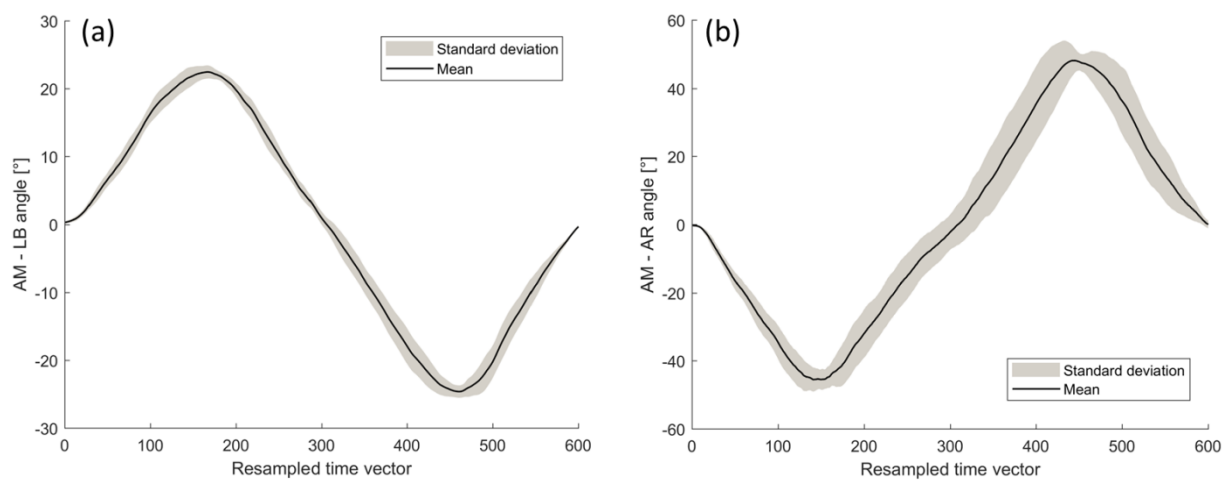 (a)
30
20
10
0
-10
-20
-30
AM - LB angle [°]
Standard deviation
Mean
0 100 200 300 400 500 600
Resampled time vector
(b)
60
40
20
0
-20
-40
-60
AM - AR angle [°]
Standard deviation
Mean
0 100 200 300 400 500 600
Resampled time vector